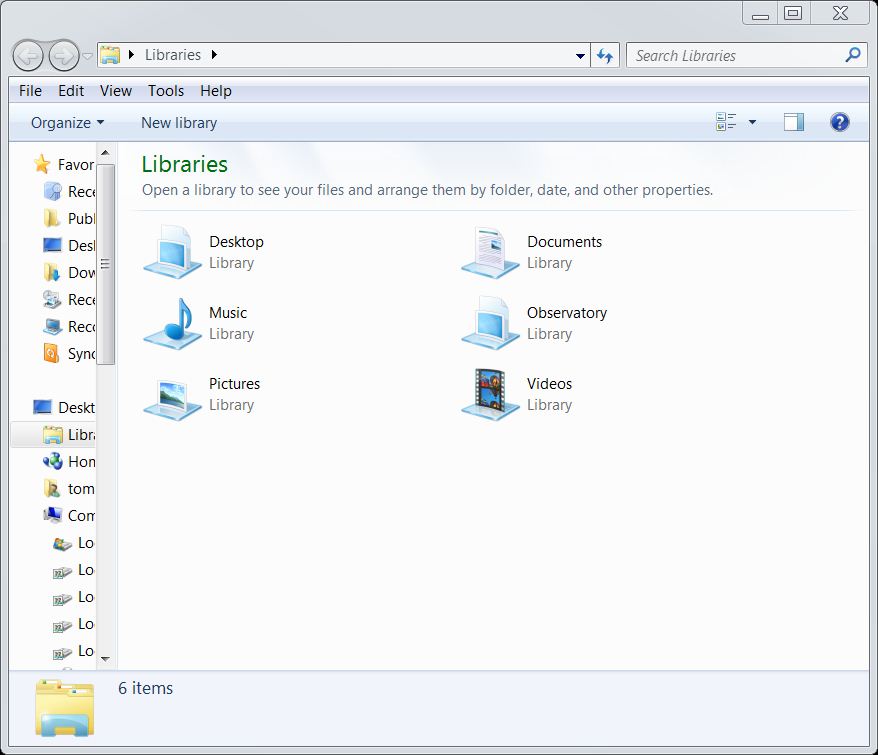 Libraries
Search Libraries
File Edit View Tools Help
Organize New library
Favor
Rece
Publ
Desl
Dow
Rece
Reco
Sync
Deskt
Libra
Hom
tom
Com
Lo
Lo
Lo
Lo
Lo
Libraries
Open a library to see your files and arrange them by folder, date, and other properties.
Desktop
Library
Documents
Library
Music
Library
Observatory
Library
Pictures
Library
Videos
Library
6 items